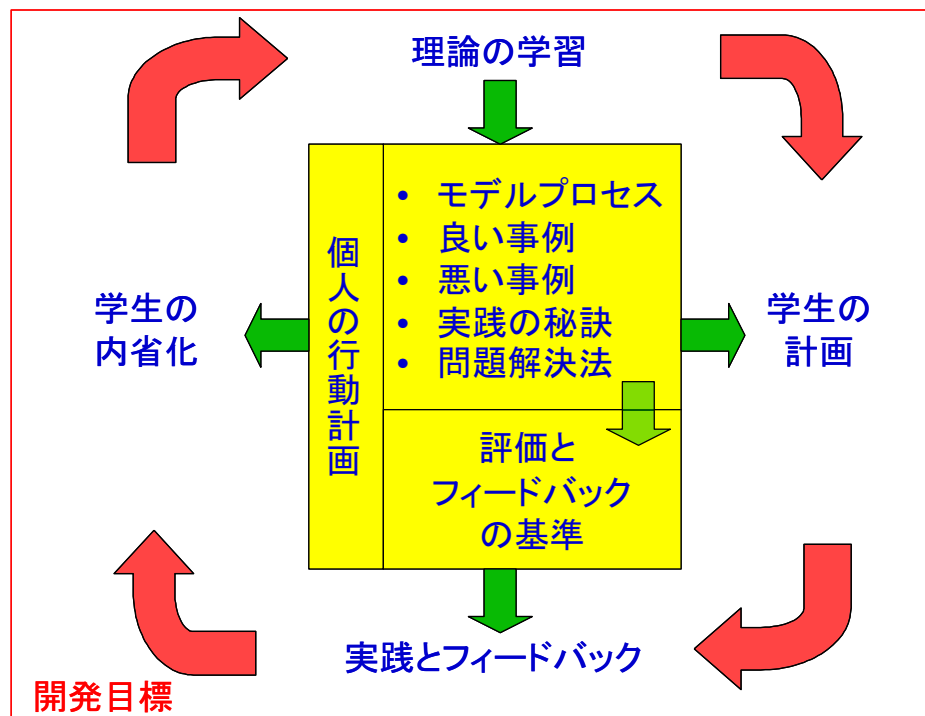 理論の学習
個人の行動計画
• モデルプロセス
• 良い事例
• 悪い事例
• 実践の秘訣
• 問題解決法
学生の
内省化
学生の
計画
評価と
フィードバック
の基準
実践とフィードバック
開発目標